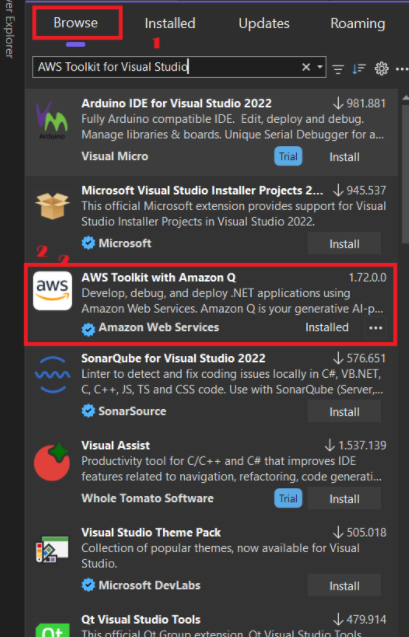 Browse Installed Updates Roaming
er Explorer
1
AWS Toolkit for Visual Studio
Arduino IDE for Visual Studio 2022 981.881
Fully Arduino compatible IDE. Edit, deploy and debug.
Manage libraries & boards. Unique Serial Debugger for a...
Visual Micro Trial Install
Microsoft Visual Studio Installer Projects 2... 945.537
This official Microsoft extension provides support for Visual
Studio Installer Projects in Visual Studio 2022.
Microsoft Install
2 2
aws
AWS Toolkit with Amazon Q 1.72.0.0
Develop, debug, and deploy .NET applications using
Amazon Web Services. Amazon Q is your generative AI-p...
Amazon Web Services Installed ...
SonarQube for Visual Studio 2022 576.651
Linter to detect and fix coding issues locally in C#, VB.NET,
C, C++, JS, TS and CSS code. Use with SonarQube (Server,...
SonarSource Install
Visual Assist 1.537.139
Productivity tool for C/C++ and C# that improves IDE
features related to navigation, refactoring, code generati...
Whole Tomato Software Trial Install
Visual Studio Theme Pack 505.018
Collection of popular themes, now available for Visual
Studio.
Microsoft DevLabs Install
Qt
Qt Visual Studio Tools 479.914
This official Qt Group extension, Qt Visual Studio Tools,